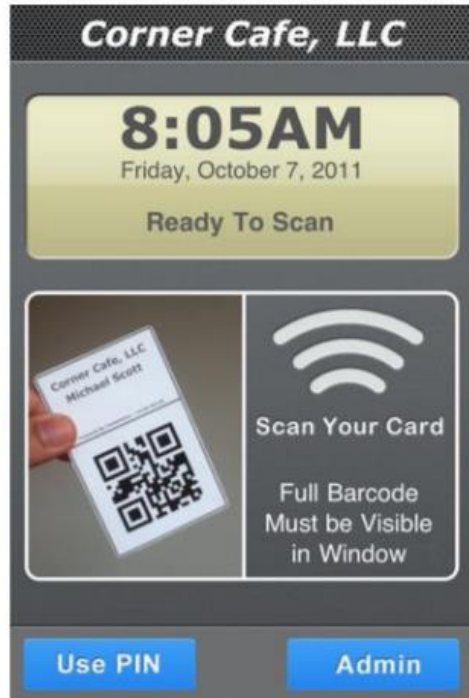 Corner Cafe, LLC
8:05AM
Friday, October 7, 2011
Ready To Scan
Corner Cafe, LLC
Michael Scott
Scan Your Card
Full Barcode
Must be Visible
in Window
Use PIN
Admin